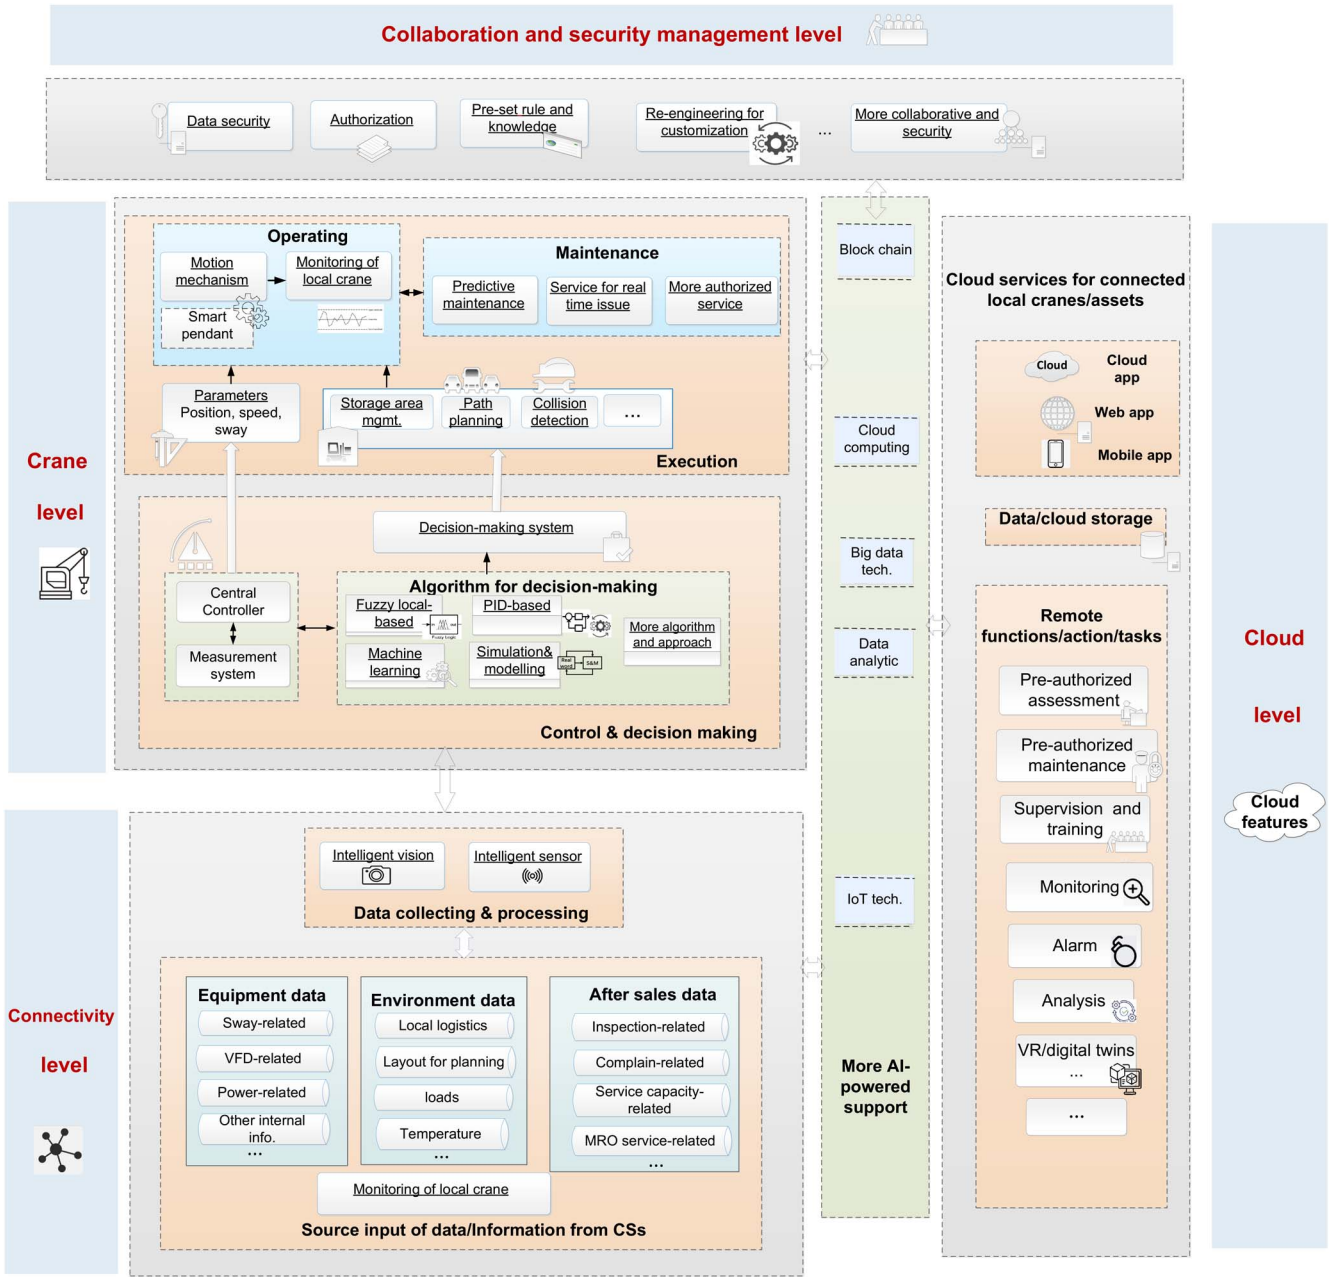 Collaboration and security management level
Data security
Authorization
Pre-set rule and
knowledge
Re-engineering for
customization
...
More collaborative and
security
Crane
level
Operating
Motion
mechanism
Monitoring of
local crane
Smart
pendant
Maintenance
Predictive
maintenance
Service for real
time issue
More authorized
service
Parameters
Position, speed,
sway
Storage area
mgmt.
Path
planning
Collision
detection
...
Execution
Decision-making system
Central
Controller
Measurement
system
Algorithm for decision-making
Fuzzy local-
based
Fuzzy Logic
PID-based
More algorithm
and approach
Machine
learning
Simulation&
modelling
Real
word
S&M
Control & decision making
Connectivity
level
Intelligent vision
Intelligent sensor
Data collecting & processing
Equipment data
Sway-related
VFD-related
Power-related
Other internal
info.
...
Environment data
Local logistics
Layout for planning
loads
Temperature
...
After sales data
Inspection-related
Complain-related
Service capacity-
related
MRO service-related
...
Monitoring of local crane
Source input of data/Information from CSs
Block chain
Cloud
computing
Big data
tech.
Data
analytic
IoT tech.
More AI-
powered
support
Cloud services for connected
local cranes/assets
Cloud
Cloud
app
Web app
Mobile app
Data/cloud storage
Remote
functions/action/tasks
Pre-authorized
assessment
Pre-authorized
maintenance
Supervision and
training
Monitoring
Alarm
Analysis
VR/digital twins
...
...
Cloud
level
Cloud
features